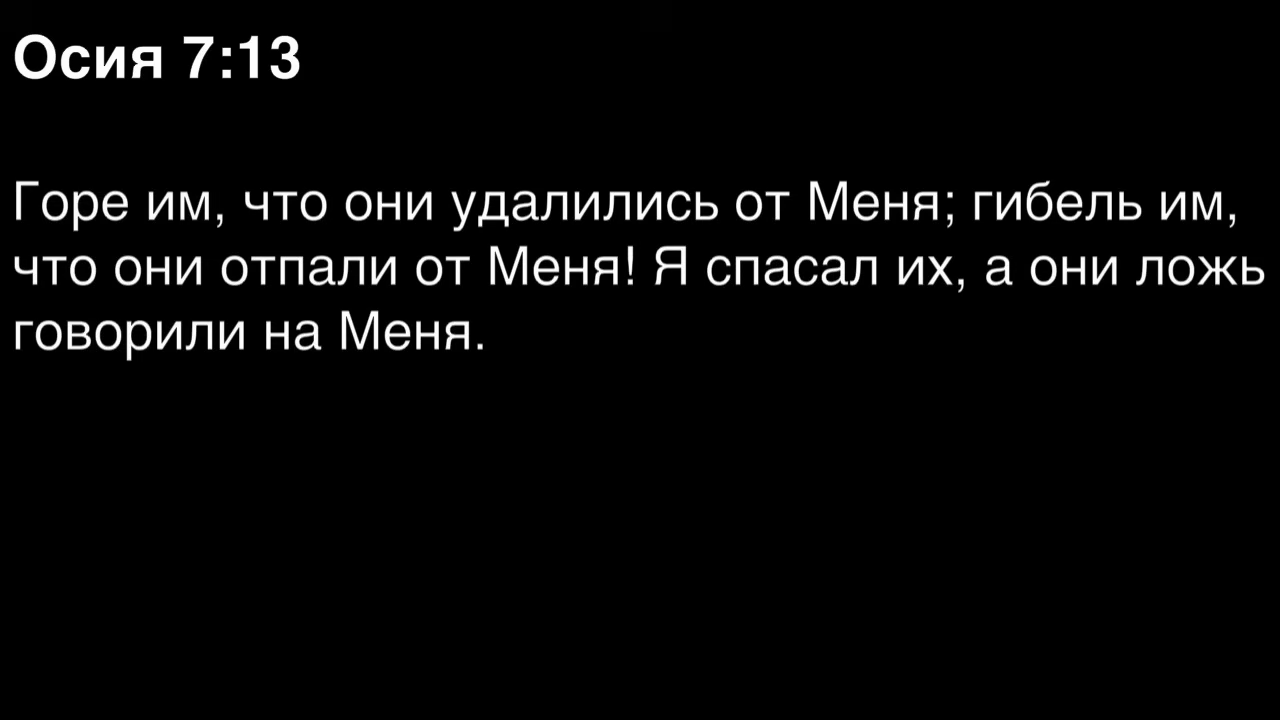 Осия 7:13
Горе им, что они удалились от Меня; гибель им,
что они отпали от Меня! Я спасал их, а они ложь
говорили на Меня.